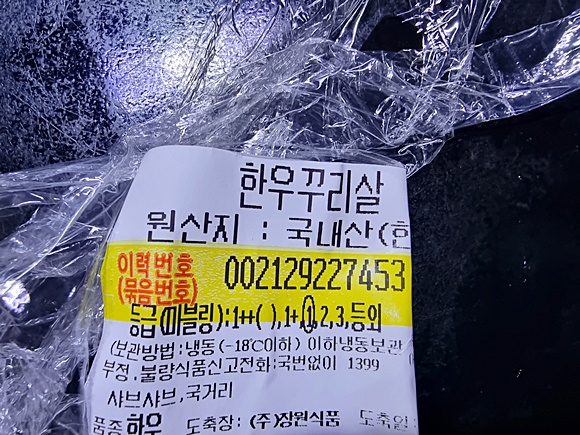 한우꾸리살
원산지 : 국내산(한
이력번호 002129227453
(묶음번호)
등급(마블링):1++( ),1+,1,2,3,등외
(보관방법:냉동(-18℃이하) 이하냉동보관
부정,불량식품신고전화:국번없이 1399
샤브샤브,국거리
품종한우 도축장: (주)장원식품 도축일: